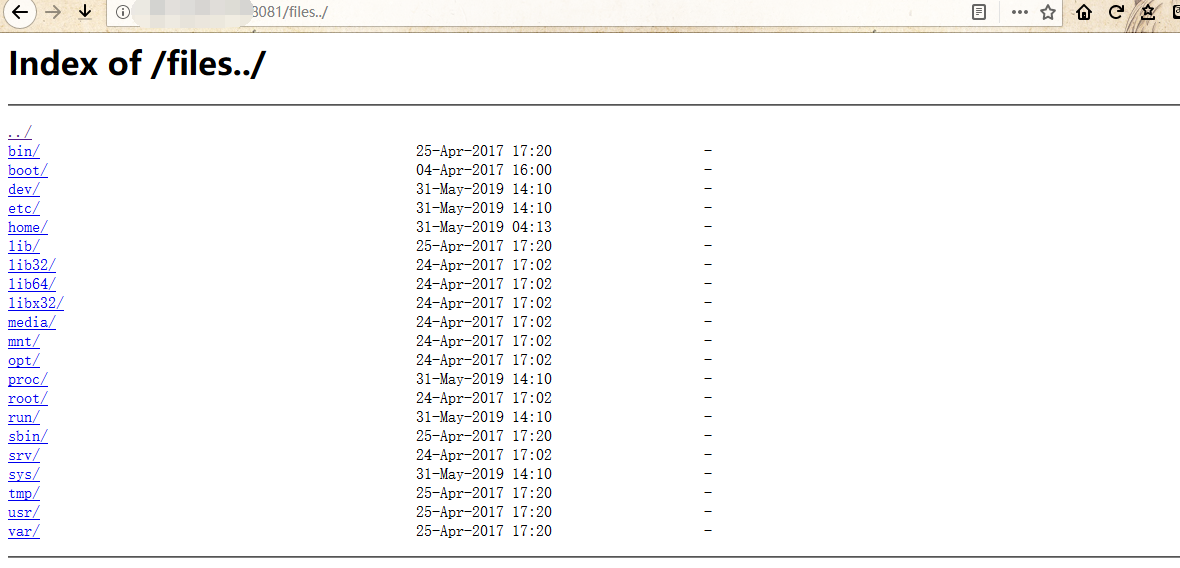 3081/files../
Index of /files../
../
bin/ 25-Apr-2017 17:20 -
boot/ 04-Apr-2017 16:00 -
dev/ 31-May-2019 14:10 -
etc/ 31-May-2019 14:10 -
home/ 31-May-2019 04:13 -
lib/ 25-Apr-2017 17:20 -
lib32/ 24-Apr-2017 17:02 -
lib64/ 24-Apr-2017 17:02 -
libx32/ 24-Apr-2017 17:02 -
media/ 24-Apr-2017 17:02 -
mnt/ 24-Apr-2017 17:02 -
opt/ 24-Apr-2017 17:02 -
proc/ 31-May-2019 14:10 -
root/ 24-Apr-2017 17:02 -
run/ 31-May-2019 14:10 -
sbin/ 25-Apr-2017 17:20 -
srv/ 24-Apr-2017 17:02 -
sys/ 31-May-2019 14:10 -
tmp/ 25-Apr-2017 17:20 -
usr/ 25-Apr-2017 17:20 -
var/ 25-Apr-2017 17:20 -